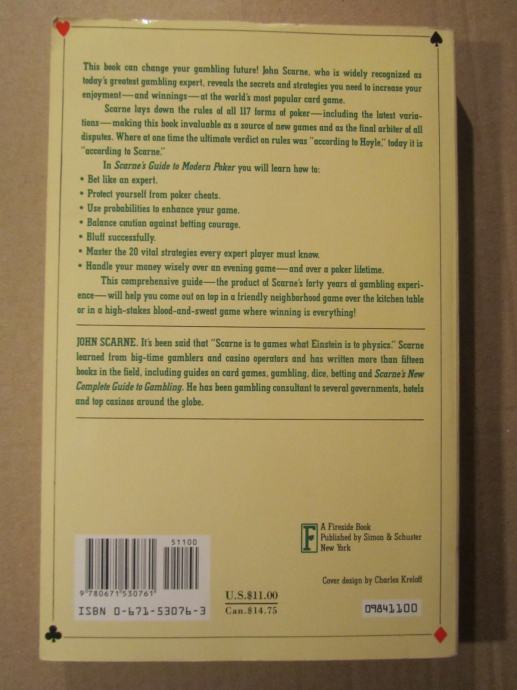 This book can change your gambling future! John Scarne, who is widely recognized as
today's greatest gambling expert, reveals the secrets and strategies you need to increase your
enjoyment—and winnings—at the world's most popular card game.
Scarne lays down the rules of all 117 forms of poker—including the latest varia-
tions—making this book invaluable as a source of new games and as the final arbiter of all
disputes. Where at one time the ultimate verdict on rules was "according to Hoyle," today it is
"according to Scarne."
In Scarne's Guide to Modern Poker you will learn how to:
• Bet like an expert.
• Protect yourself from poker cheats.
• Use probabilities to enhance your game.
• Balance caution against betting courage.
• Bluff successfully.
• Master the 20 vital strategies every expert player must know.
• Handle your money wisely over an evening game—and over a poker lifetime.
This comprehensive guide—the product of Scarne's forty years of gambling experi-
ence—will help you come out on top in a friendly neighborhood game over the kitchen table
or in a high-stakes blood-and-sweat game where winning is everything!
JOHN SCARNE. It's been said that "Scarne is to games what Einstein is to physics." Scarne
learned from big-time gamblers and casino operators and has written more than fifteen
books in the field, including guides on card games, gambling, dice, betting and Scarne's New
Complete Guide to Gambling. He has been gambling consultant to several governments, hotels
and top casinos around the globe.
51100
9 780671 530761
ISBN 0-671-53076-3
U.S.$11.00
Can.$14.75
F
A Fireside Book
Published by Simon & Schuster
New York
Cover design by Charles Kreloff
09841100